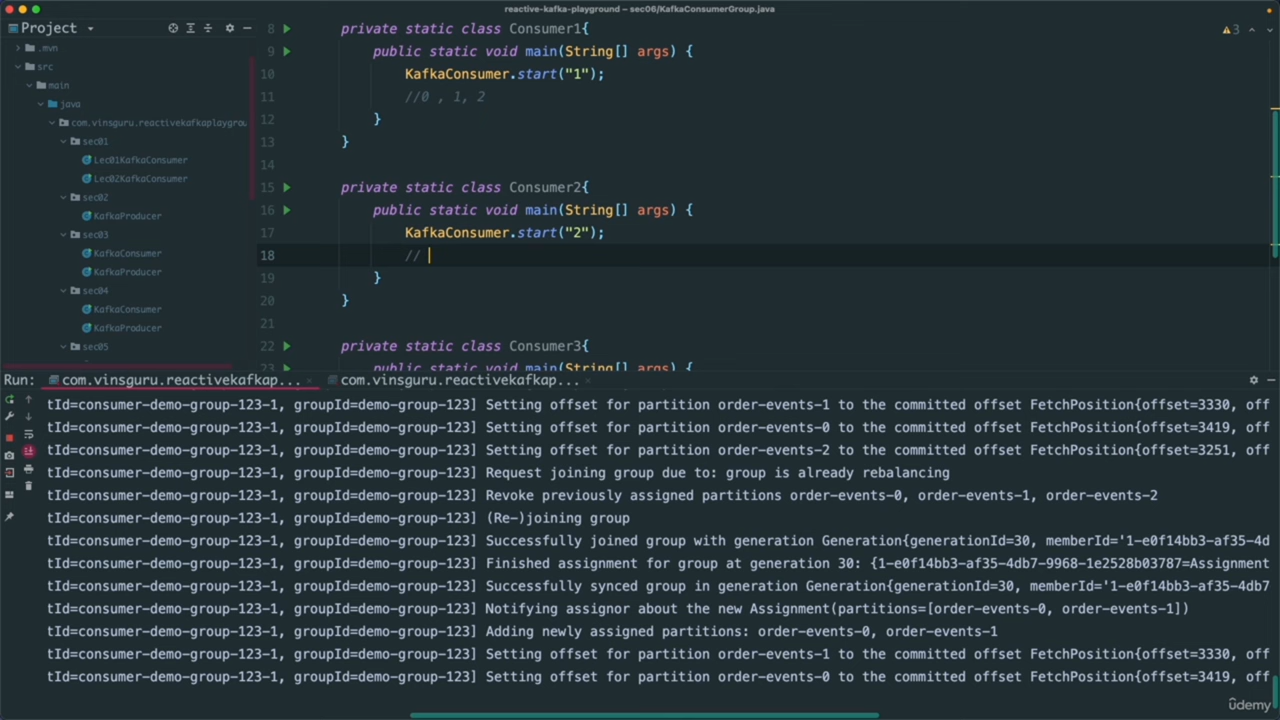 reactive-kafka-playground – sec06/KafkaConsumerGroup.java
Project
.mvn
src
main
java
com.vinsguru.reactivekafkaplaygrou
sec01
Lec01KafkaConsumer
Lec02KafkaConsumer
sec02
KafkaProducer
sec03
KafkaConsumer
KafkaProducer
sec04
KafkaConsumer
KafkaProducer
sec05
3
8 private static class Consumer1{
9 public static void main(String[] args) {
10 KafkaConsumer.start("1");
11 //0 , 1, 2
12 }
13 }
14
15 private static class Consumer2{
16 public static void main(String[] args) {
17 KafkaConsumer.start("2");
18 //
19 }
20 }
21
22 private static class Consumer3{
23 public static void main(String[] args) {
Run: com.vinsguru.reactivekafkap... com.vinsguru.reactivekafkap...
tId=consumer-demo-group-123-1, groupId=demo-group-123] Setting offset for partition order-events-1 to the committed offset FetchPosition{offset=3330, off
tId=consumer-demo-group-123-1, groupId=demo-group-123] Setting offset for partition order-events-0 to the committed offset FetchPosition{offset=3419, off
tId=consumer-demo-group-123-1, groupId=demo-group-123] Setting offset for partition order-events-2 to the committed offset FetchPosition{offset=3251, off
tId=consumer-demo-group-123-1, groupId=demo-group-123] Request joining group due to: group is already rebalancing
tId=consumer-demo-group-123-1, groupId=demo-group-123] Revoke previously assigned partitions order-events-0, order-events-1, order-events-2
tId=consumer-demo-group-123-1, groupId=demo-group-123] (Re-)joining group
tId=consumer-demo-group-123-1, groupId=demo-group-123] Successfully joined group with generation Generation{generationId=30, memberId='1-e0f14bb3-af35-4d
tId=consumer-demo-group-123-1, groupId=demo-group-123] Finished assignment for group at generation 30: {1-e0f14bb3-af35-4db7-9968-1e2528b03787=Assignment
tId=consumer-demo-group-123-1, groupId=demo-group-123] Successfully synced group in generation Generation{generationId=30, memberId='1-e0f14bb3-af35-4db7
tId=consumer-demo-group-123-1, groupId=demo-group-123] Notifying assignor about the new Assignment(partitions=[order-events-0, order-events-1])
tId=consumer-demo-group-123-1, groupId=demo-group-123] Adding newly assigned partitions: order-events-0, order-events-1
tId=consumer-demo-group-123-1, groupId=demo-group-123] Setting offset for partition order-events-1 to the committed offset FetchPosition{offset=3330, off
tId=consumer-demo-group-123-1, groupId=demo-group-123] Setting offset for partition order-events-0 to the committed offset FetchPosition{offset=3419, off
ûdemy